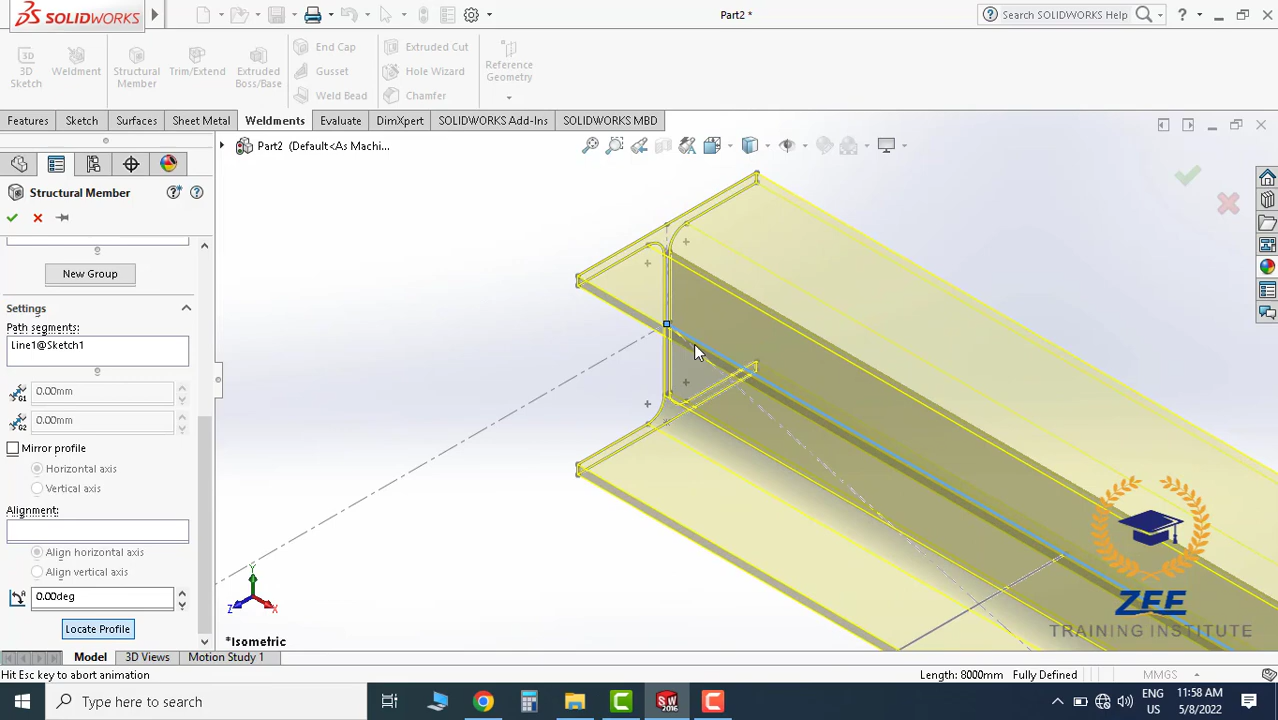 SOLIDWORKS
Part2 *
Search SOLIDWORKS Help
3D Sketch
Weldment
Structural Member
Trim/Extend
Extruded Boss/Base
End Cap
Gusset
Weld Bead
Extruded Cut
Hole Wizard
Chamfer
Reference Geometry
Features
Sketch
Surfaces
Sheet Metal
Weldments
Evaluate
DimXpert
SOLIDWORKS Add-Ins
SOLIDWORKS MBD
Part2 (Default<As Machi...
Structural Member
New Group
Settings
Path segments:
Line1@Sketch1
G1
0.00mm
G2
0.00mm
Mirror profile
Horizontal axis
Vertical axis
Alignment:
Align horizontal axis
Align vertical axis
0.00deg
Locate Profile
Y
Z
X
*Isometric
ZEE
TRAINING INSTITUTE
Model
3D Views
Motion Study 1
Hit Esc key to abort animation
Length: 8000mm
Fully Defined
MMGS
Type here to search
SW
2016
ENG
US
11:58 AM
5/8/2022